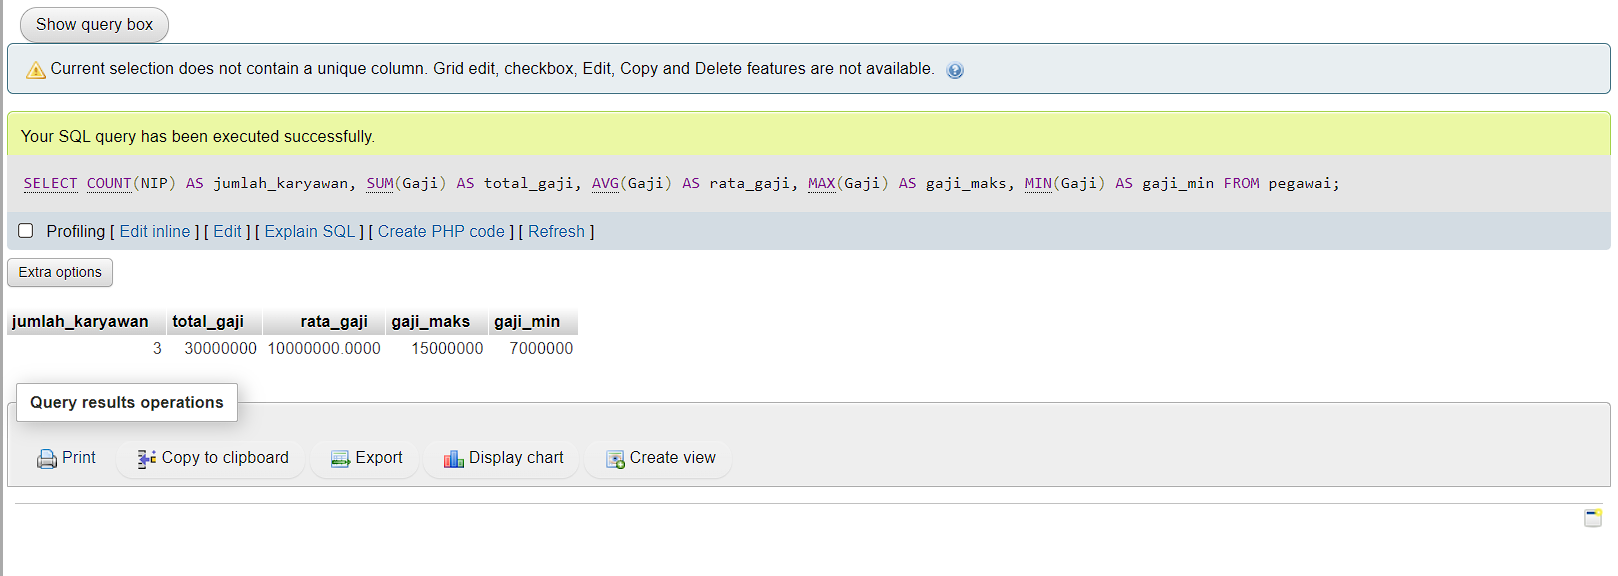 Show query box
Current selection does not contain a unique column. Grid edit, checkbox, Edit, Copy and Delete features are not available.
Your SQL query has been executed successfully.
SELECT COUNT(NIP) AS jumlah_karyawan, SUM(Gaji) AS total_gaji, AVG(Gaji) AS rata_gaji, MAX(Gaji) AS gaji_maks, MIN(Gaji) AS gaji_min FROM pegawai;
Profiling [ Edit inline ] [ Edit ] [ Explain SQL ] [ Create PHP code ] [ Refresh ]
Extra options
jumlah_karyawan total_gaji rata_gaji gaji_maks gaji_min
3 30000000 10000000.0000 15000000 7000000
Query results operations
Print Copy to clipboard Export Display chart Create view